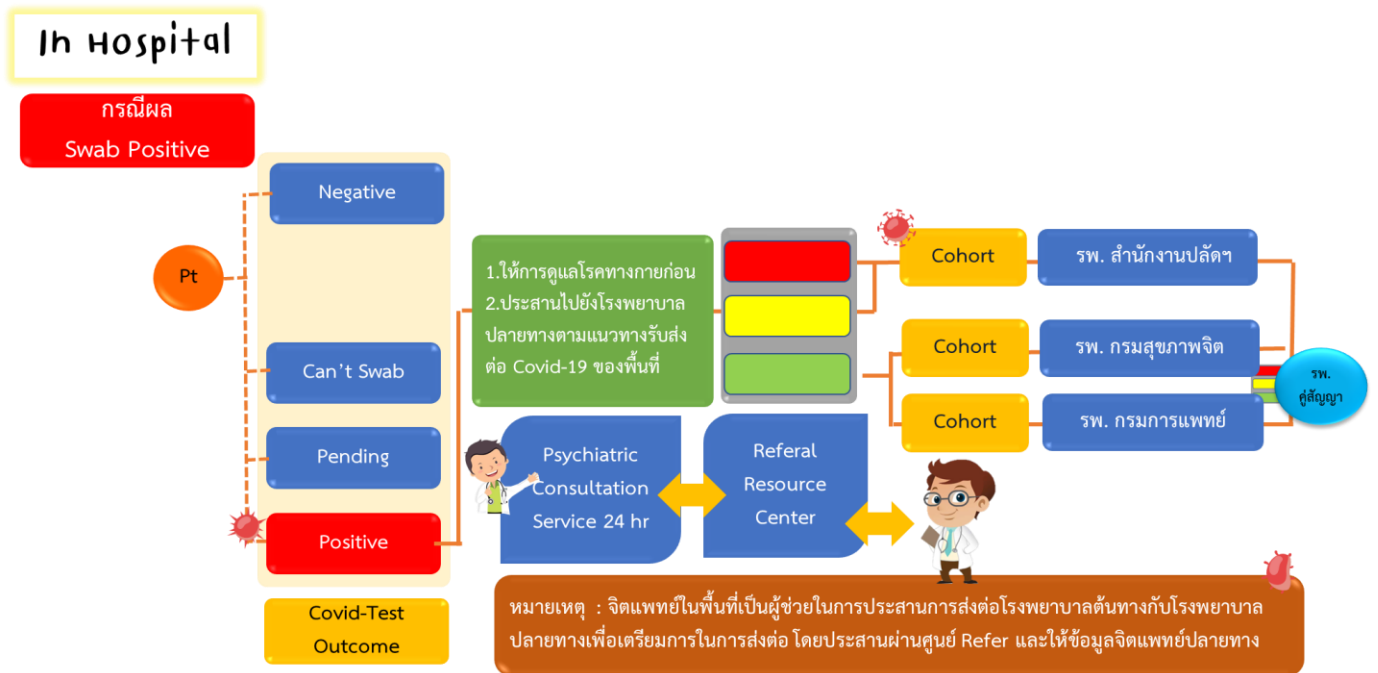 In Hospital
กรณีผล
Swab Positive
Negative
Pt
Can't Swab
Pending
Positive
Covid-Test
Outcome
1.ให้การดูแลโรคทางกายก่อน
2.ประสานไปยังโรงพยาบาล
ปลายทางตามแนวทางรับส่ง
ต่อ Covid-19 ของพื้นที่
Cohort
รพ. สำนักงานปลัดฯ
Cohort
รพ. กรมสุขภาพจิต
Cohort
รพ. กรมการแพทย์
รพ.
คู่สัญญา
Psychiatric
Consultation
Service 24 hr
Referal
Resource
Center
หมายเหตุ : จิตแพทย์ในพื้นที่เป็นผู้ช่วยในการประสานการส่งต่อโรงพยาบาลต้นทางกับโรงพยาบาล
ปลายทางเพื่อเตรียมการในการส่งต่อ โดยประสานผ่านศูนย์ Refer และให้ข้อมูลจิตแพทย์ปลายทาง